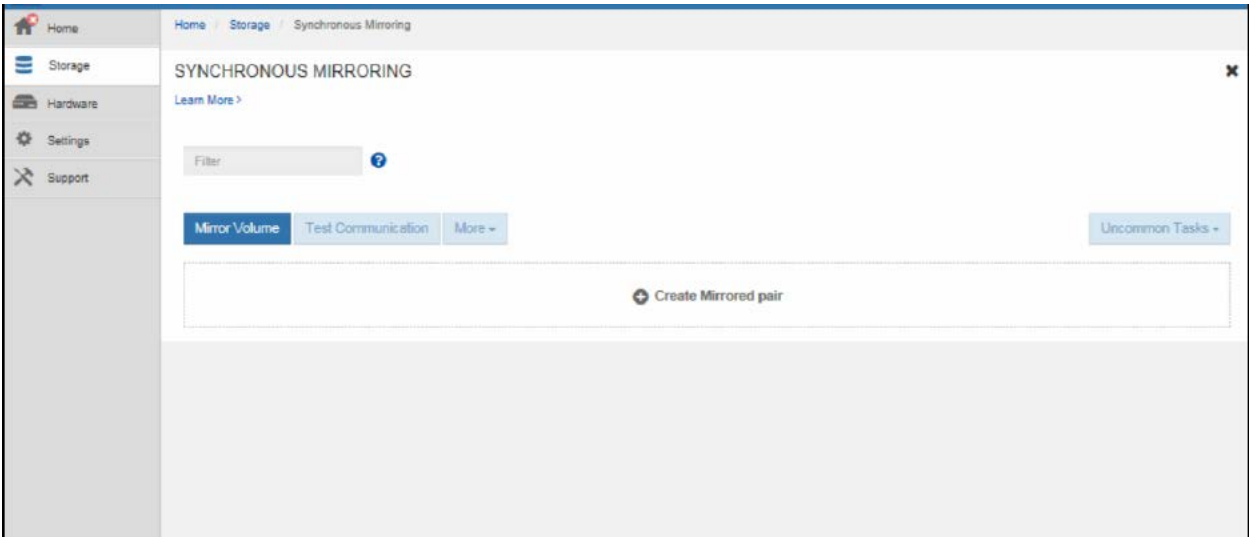 Home
Storage
Hardware
Settings
Support
Home / Storage / Synchronous Mirroring
SYNCHRONOUS MIRRORING
Learn More >
Filter
Mirror Volume Test Communication More Uncommon Tasks
Create Mirrored pair